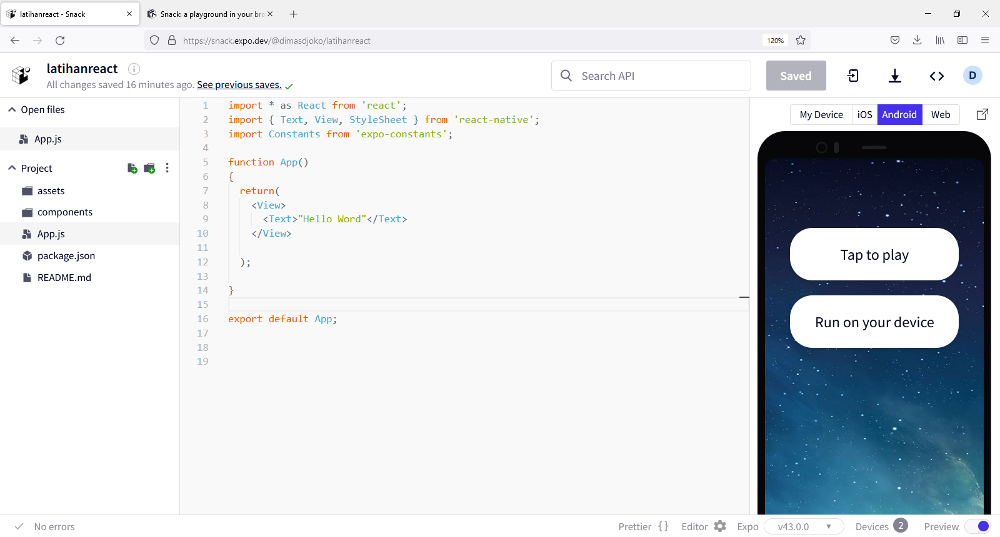 latihanreact - Snack
Snack: a playground in your bro
https://snack.expo.dev/@dimasdjoko/latihanreact
120%
latihanreact
All changes saved 16 minutes ago. See previous saves.
Search API
Saved
D
Open files
App.js
Project
assets
components
App.js
package.json
README.md
1 import * as React from 'react';
2 import { Text, View, StyleSheet } from 'react-native';
3 import Constants from 'expo-constants';
4
5 function App()
6 {
7 return(
8 <View>
9 <Text>"Hello Word"</Text>
10 </View>
11
12 );
13
14 }
15
16 export default App;
17
18
19
My Device iOS Android Web
Tap to play
Run on your device
No errors
Prettier {} Editor Expo v43.0.0 Devices 2 Preview